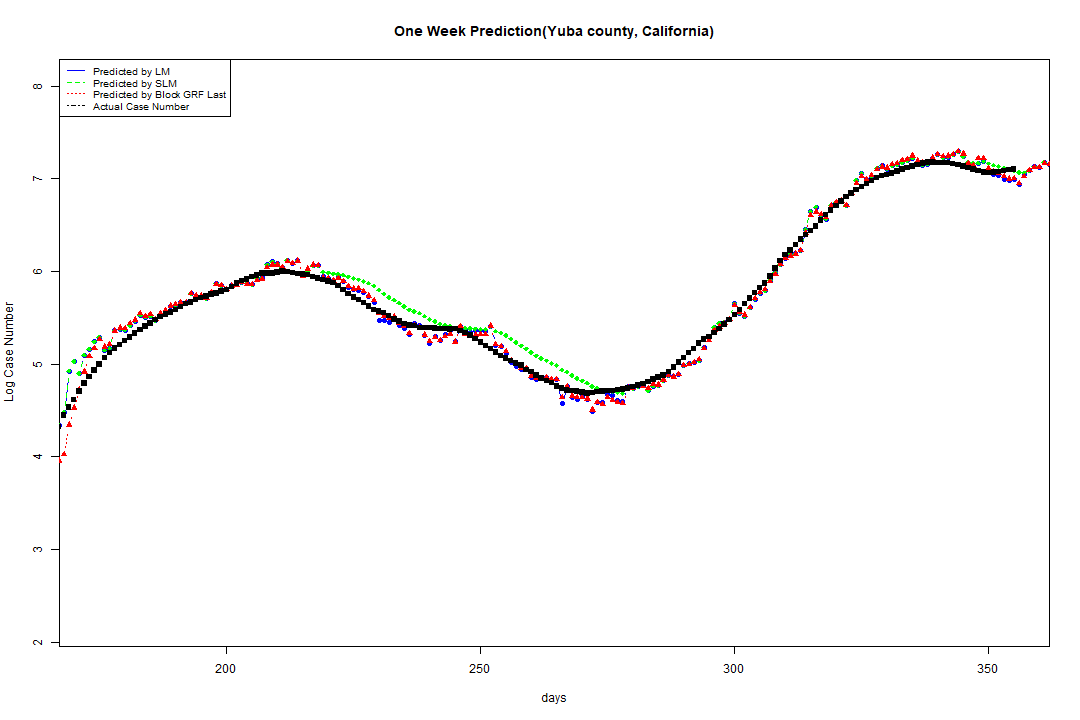 One Week Prediction(Yuba county, California)
Predicted by LM
Predicted by SLM
Predicted by Block GRF Last
Actual Case Number
8
7
6
5
4
3
2
Log Case Number
200 250 300 350
days